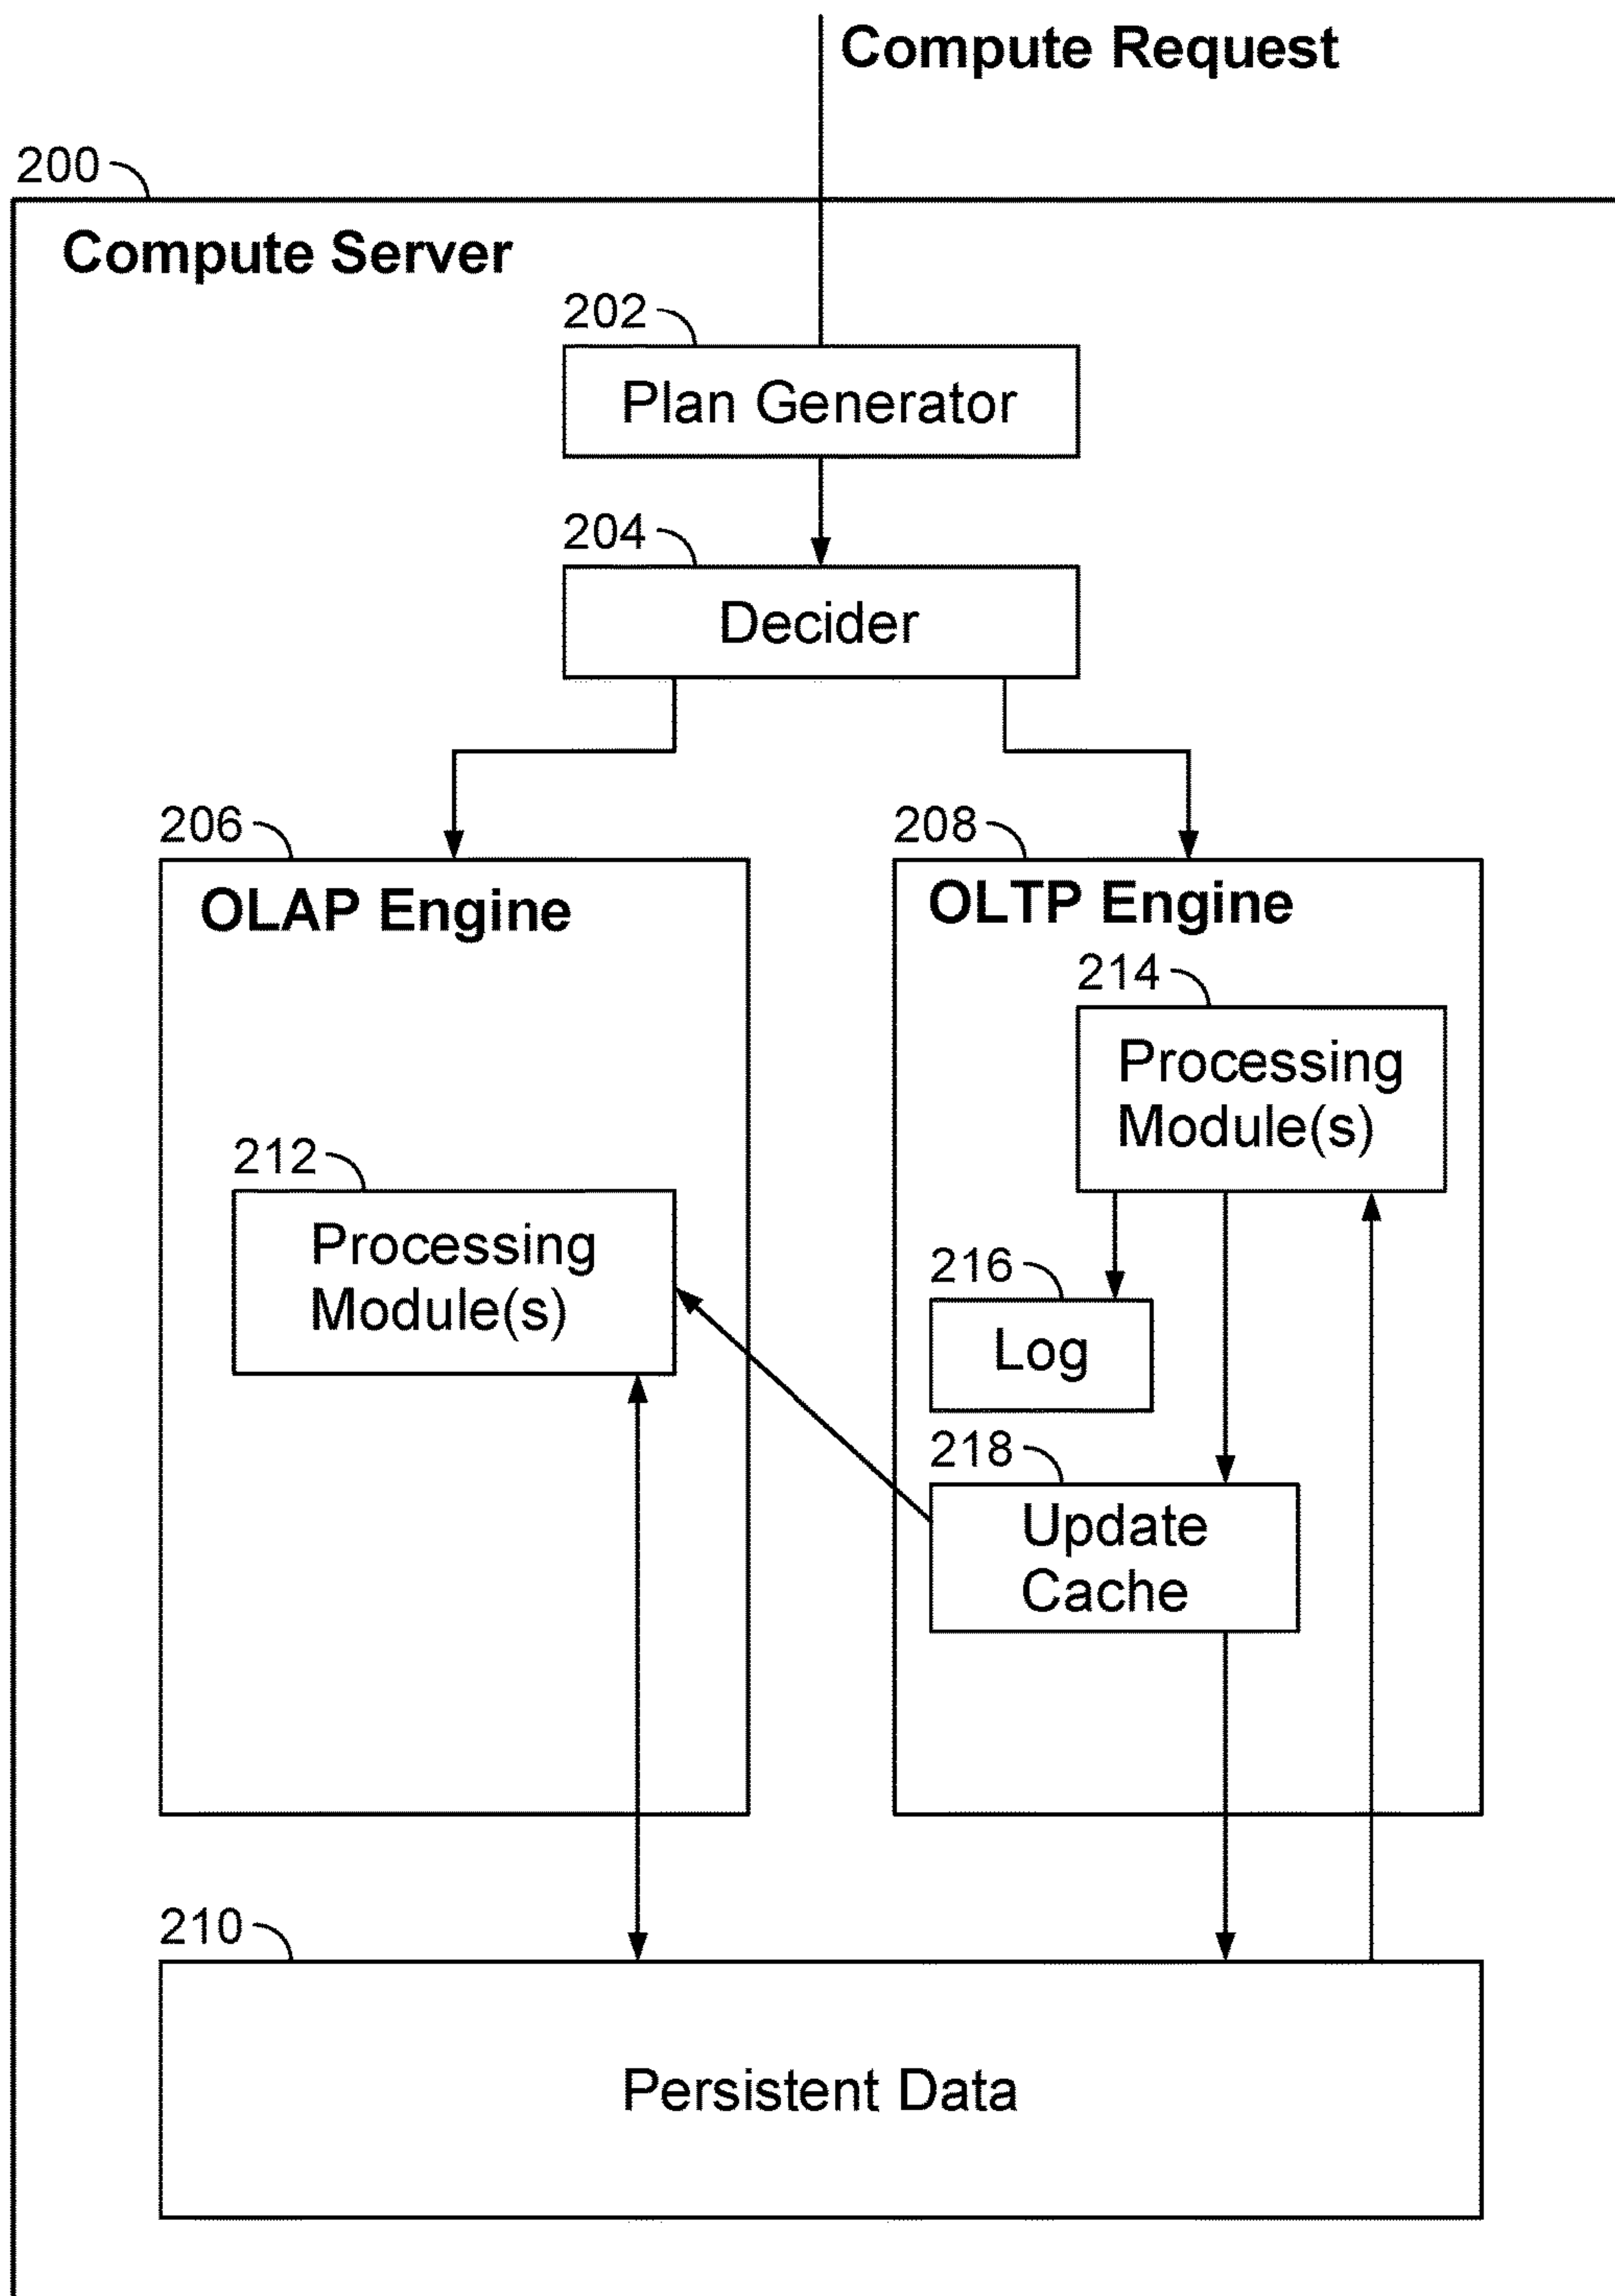 Compute Request
200
Compute Server
202
Plan Generator
204
Decider
206
208
OLAP Engine
OLTP Engine
214
Processing
Module(s)
212
Processing
Module(s)
216
Log
218
Update
Cache
210
Persistent Data